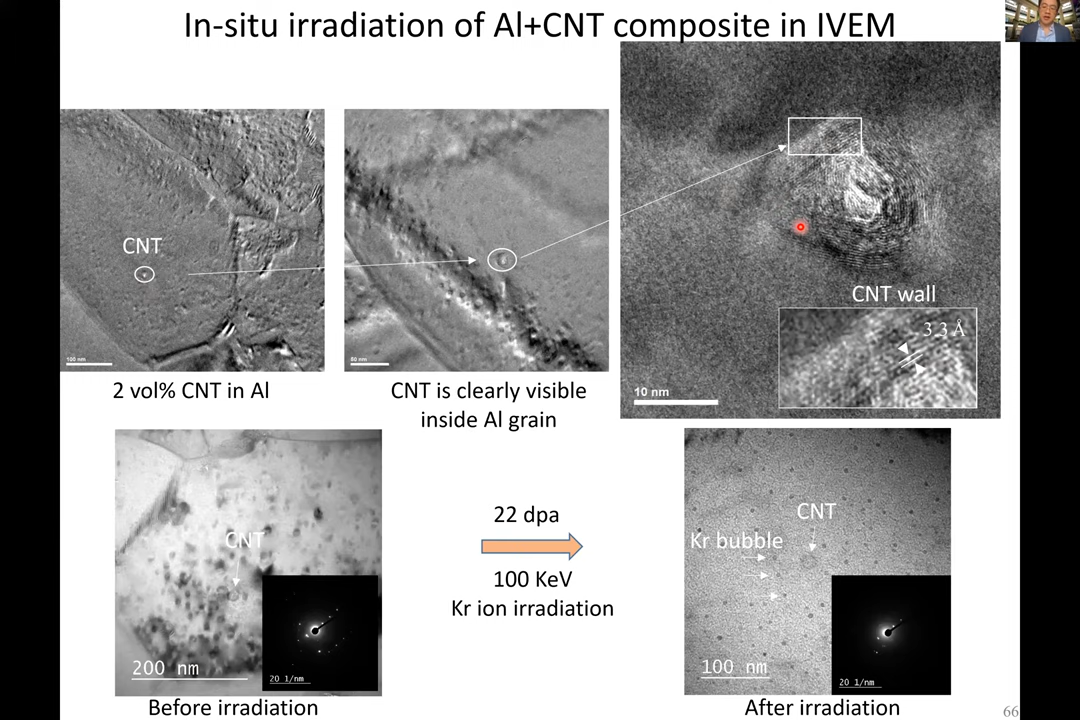 In-situ irradiation of Al+CNT composite in IVEM
CNT
100 nm
2 vol% CNT in Al
50 nm
CNT is clearly visible
inside Al grain
CNT wall
3.3 Å
10 nm
CNT
200 nm
20 1/nm
Before irradiation
22 dpa
100 KeV
Kr ion irradiation
CNT
Kr bubble
100 nm
20 1/nm
After irradiation
66